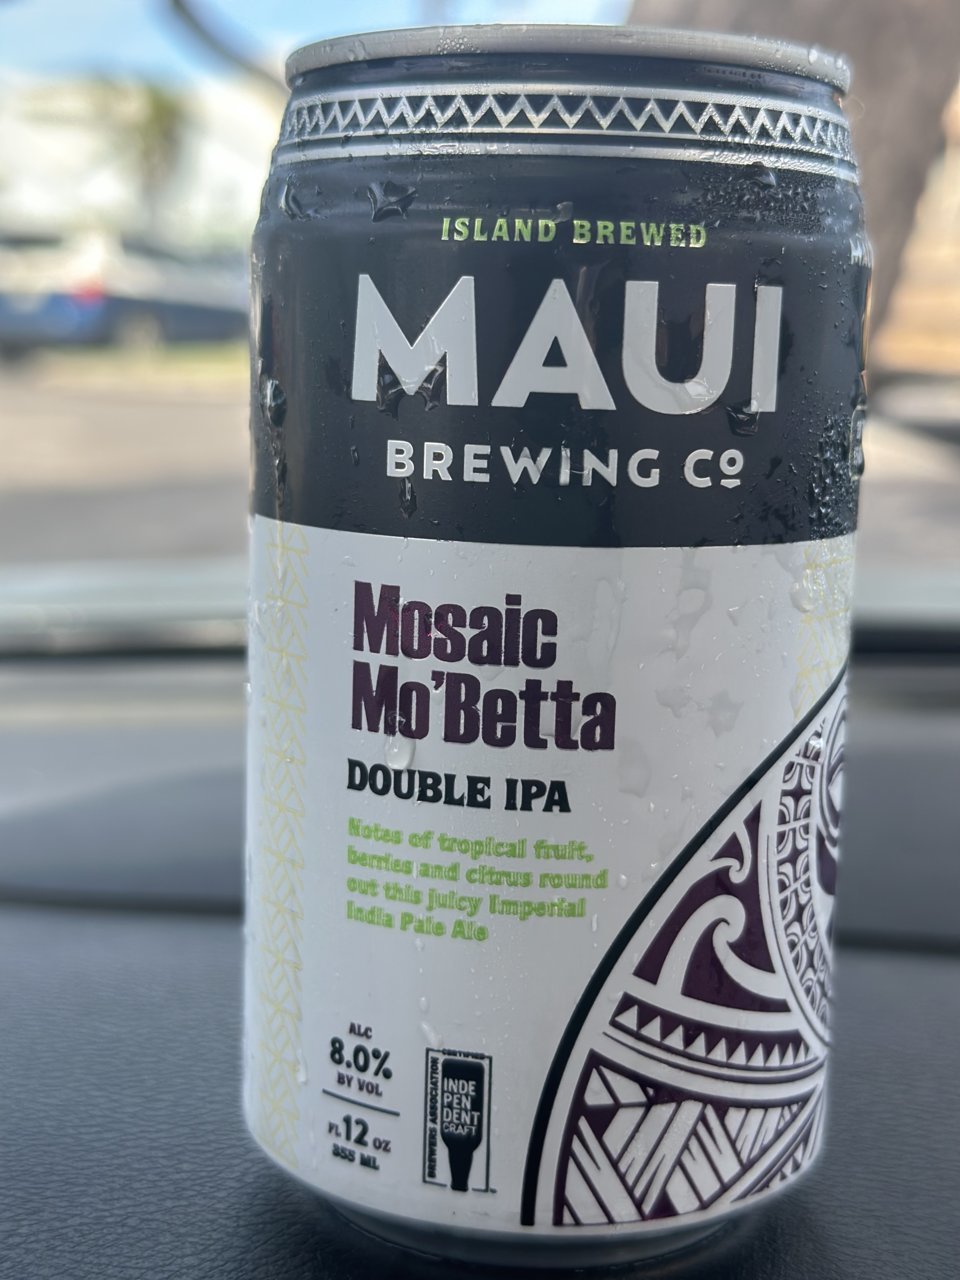 ISLAND BREWED
MAUI
BREWING Co
Mosaic
Mo'Betta
DOUBLE IPA
Notes of tropical fruit,
berries and citrus round
out this juicy Imperial
India Pale Ale
ALC
8.0%
BY VOL
FL 12 OZ
355 ML
CERTIFIED
BREWERS ASSOCIATION
INDE
PEN
DENT
CRAFT